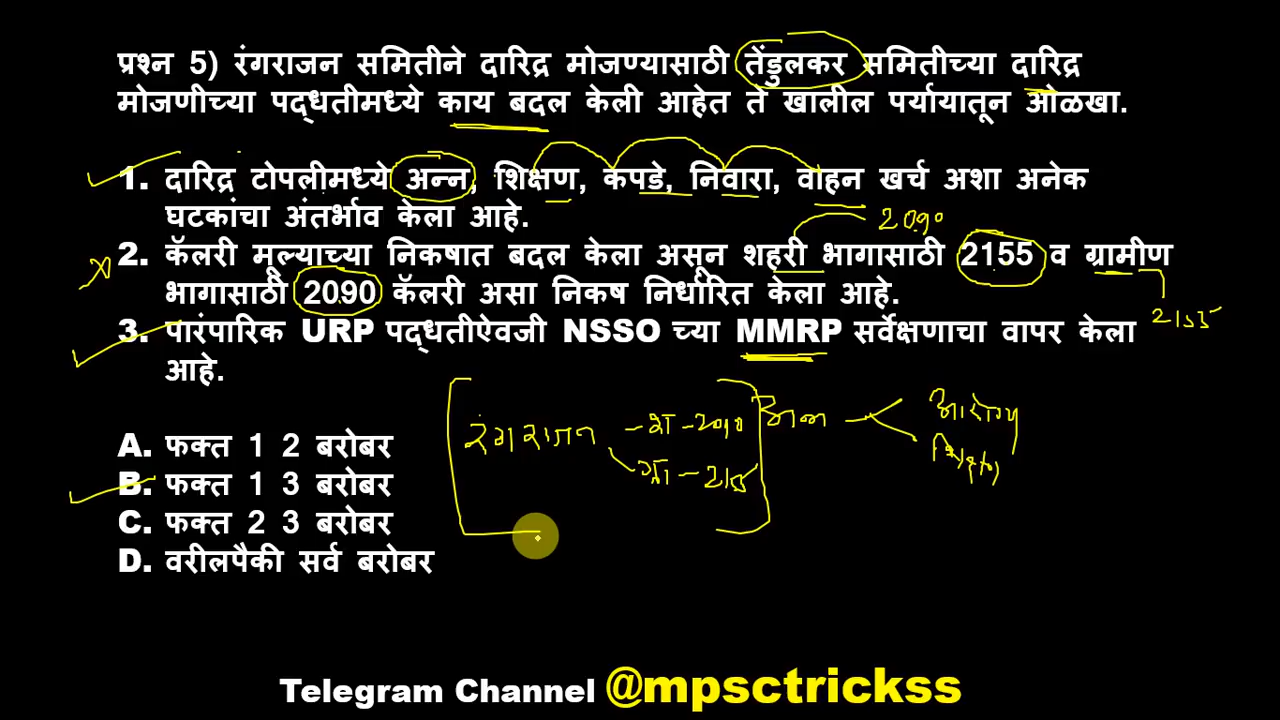 प्रश्न 5) रंगराजन समितीने दारिद्र मोजण्यासाठी तेंडुलकर समितीच्या दारिद्र
मोजणीच्या पद्धतीमध्ये काय बदल केली आहेत ते खालील पर्यायातून ओळखा.
1. दारिद्र टोपलीमध्ये अन्न, शिक्षण, कपडे, निवारा, वाहन खर्च अशा अनेक
घटकांचा अंतर्भाव केला आहे.
2090
2. कॅलरी मूल्याच्या निकषात बदल केला असून शहरी भागासाठी 2155 व ग्रामीण
भागासाठी 2090 कॅलरी असा निकष निर्धारित केला आहे.
2155
3. पारंपारिक URP पद्धतीऐवजी NSSO च्या MMRP सर्वेक्षणाचा वापर केला
आहे.
रंगराजन - श - 2090
ग्रा - 2155
A. फक्त 1 2 बरोबर
B. फक्त 1 3 बरोबर
C. फक्त 2 3 बरोबर
D. वरीलपैकी सर्व बरोबर
Telegram Channel @mpsctrickss